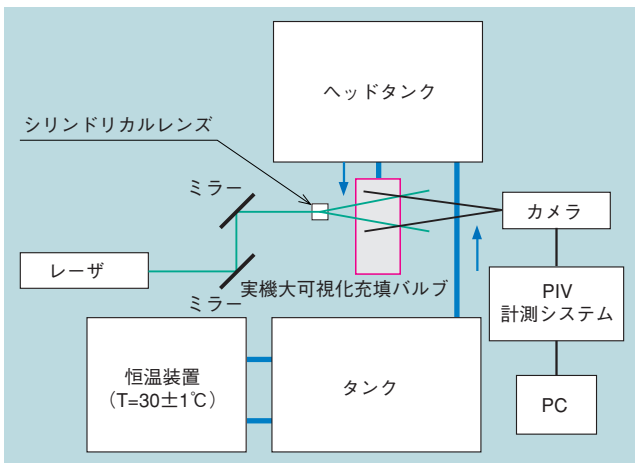 ヘッドタンク
シリンドリカルレンズ
ミラー
カメラ
レーザ
ミラー
実機大可視化充填バルブ
PIV
計測システム
恒温装置
（T=30±1℃）
タンク
PC